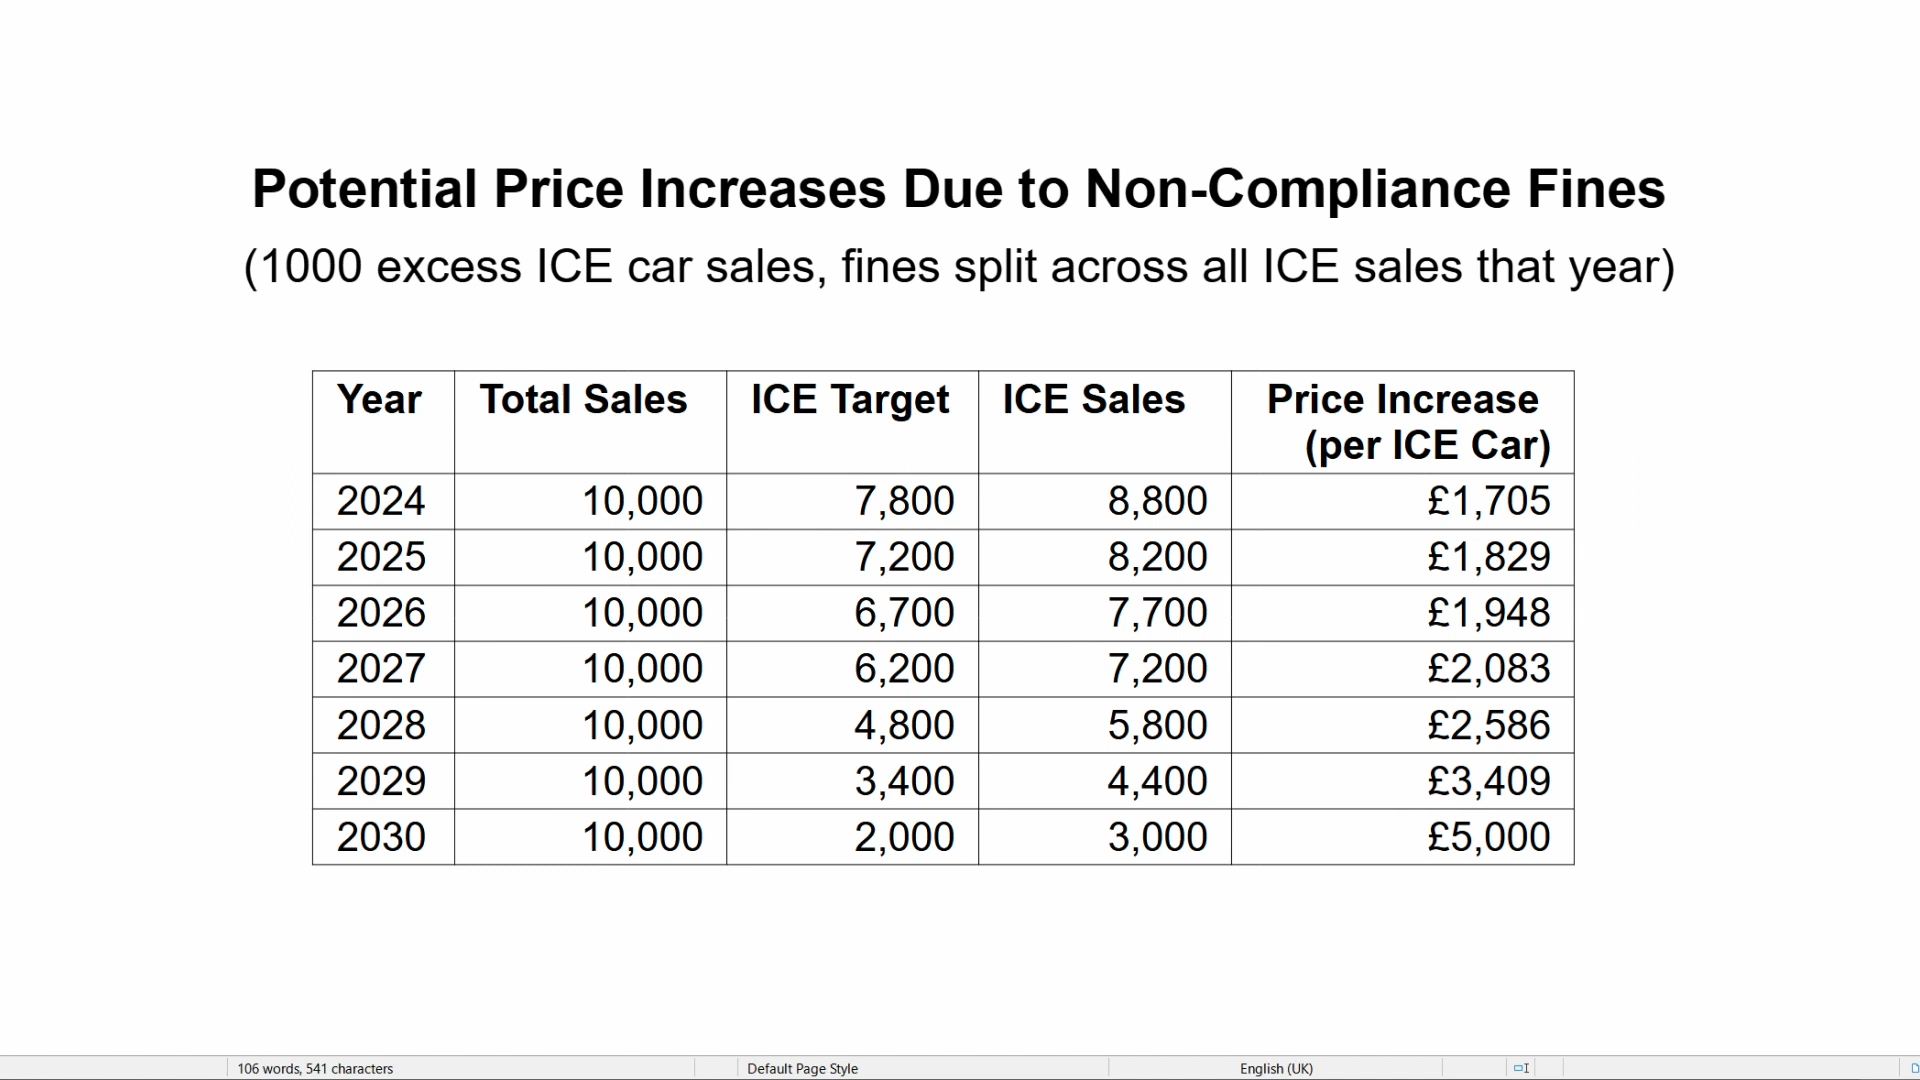 Potential Price Increases Due to Non-Compliance Fines
(1000 excess ICE car sales, fines split across all ICE sales that year)
Year Total Sales ICE Target ICE Sales Price Increase
(per ICE Car)
2024 10,000 7,800 8,800 £1,705
2025 10,000 7,200 8,200 £1,829
2026 10,000 6,700 7,700 £1,948
2027 10,000 6,200 7,200 £2,083
2028 10,000 4,800 5,800 £2,586
2029 10,000 3,400 4,400 £3,409
2030 10,000 2,000 3,000 £5,000
106 words, 541 characters Default Page Style English (UK)